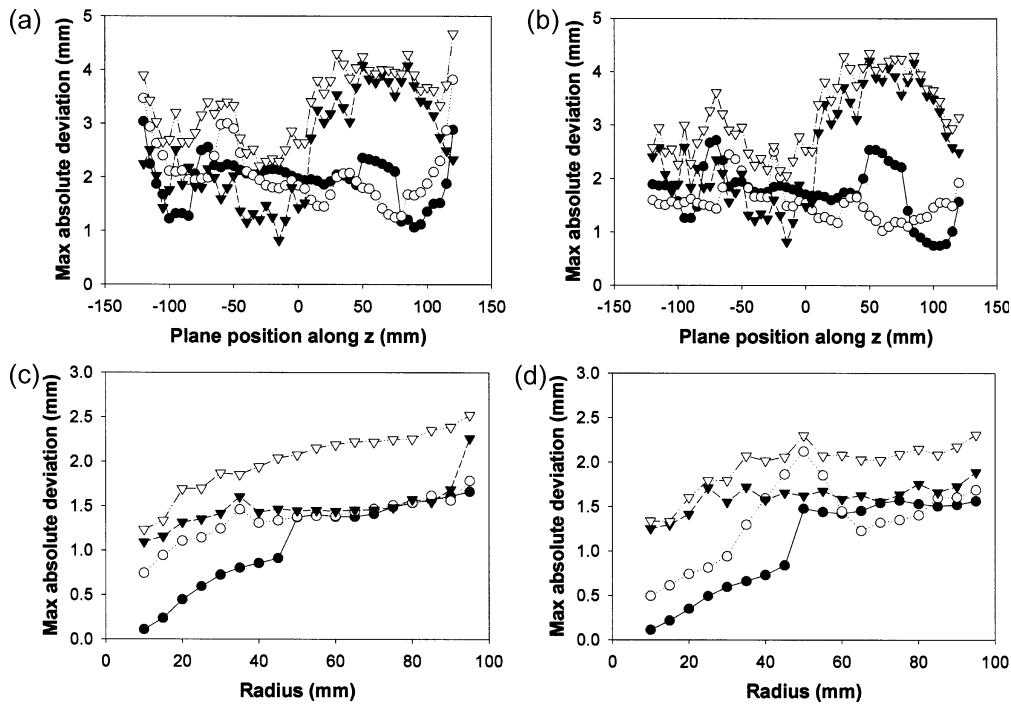 (a)
Max absolute deviation (mm)
5
4
3
2
1
0
-150 -100 -50 0 50 100 150
Plane position along z (mm)
(b)
Max absolute deviation (mm)
5
4
3
2
1
0
-150 -100 -50 0 50 100 150
Plane position along z (mm)
(c)
Max absolute deviation (mm)
3.0
2.5
2.0
1.5
1.0
0.5
0.0
0 20 40 60 80 100
Radius (mm)
(d)
Max absolute deviation (mm)
3.0
2.5
2.0
1.5
1.0
0.5
0.0
0 20 40 60 80 100
Radius (mm)